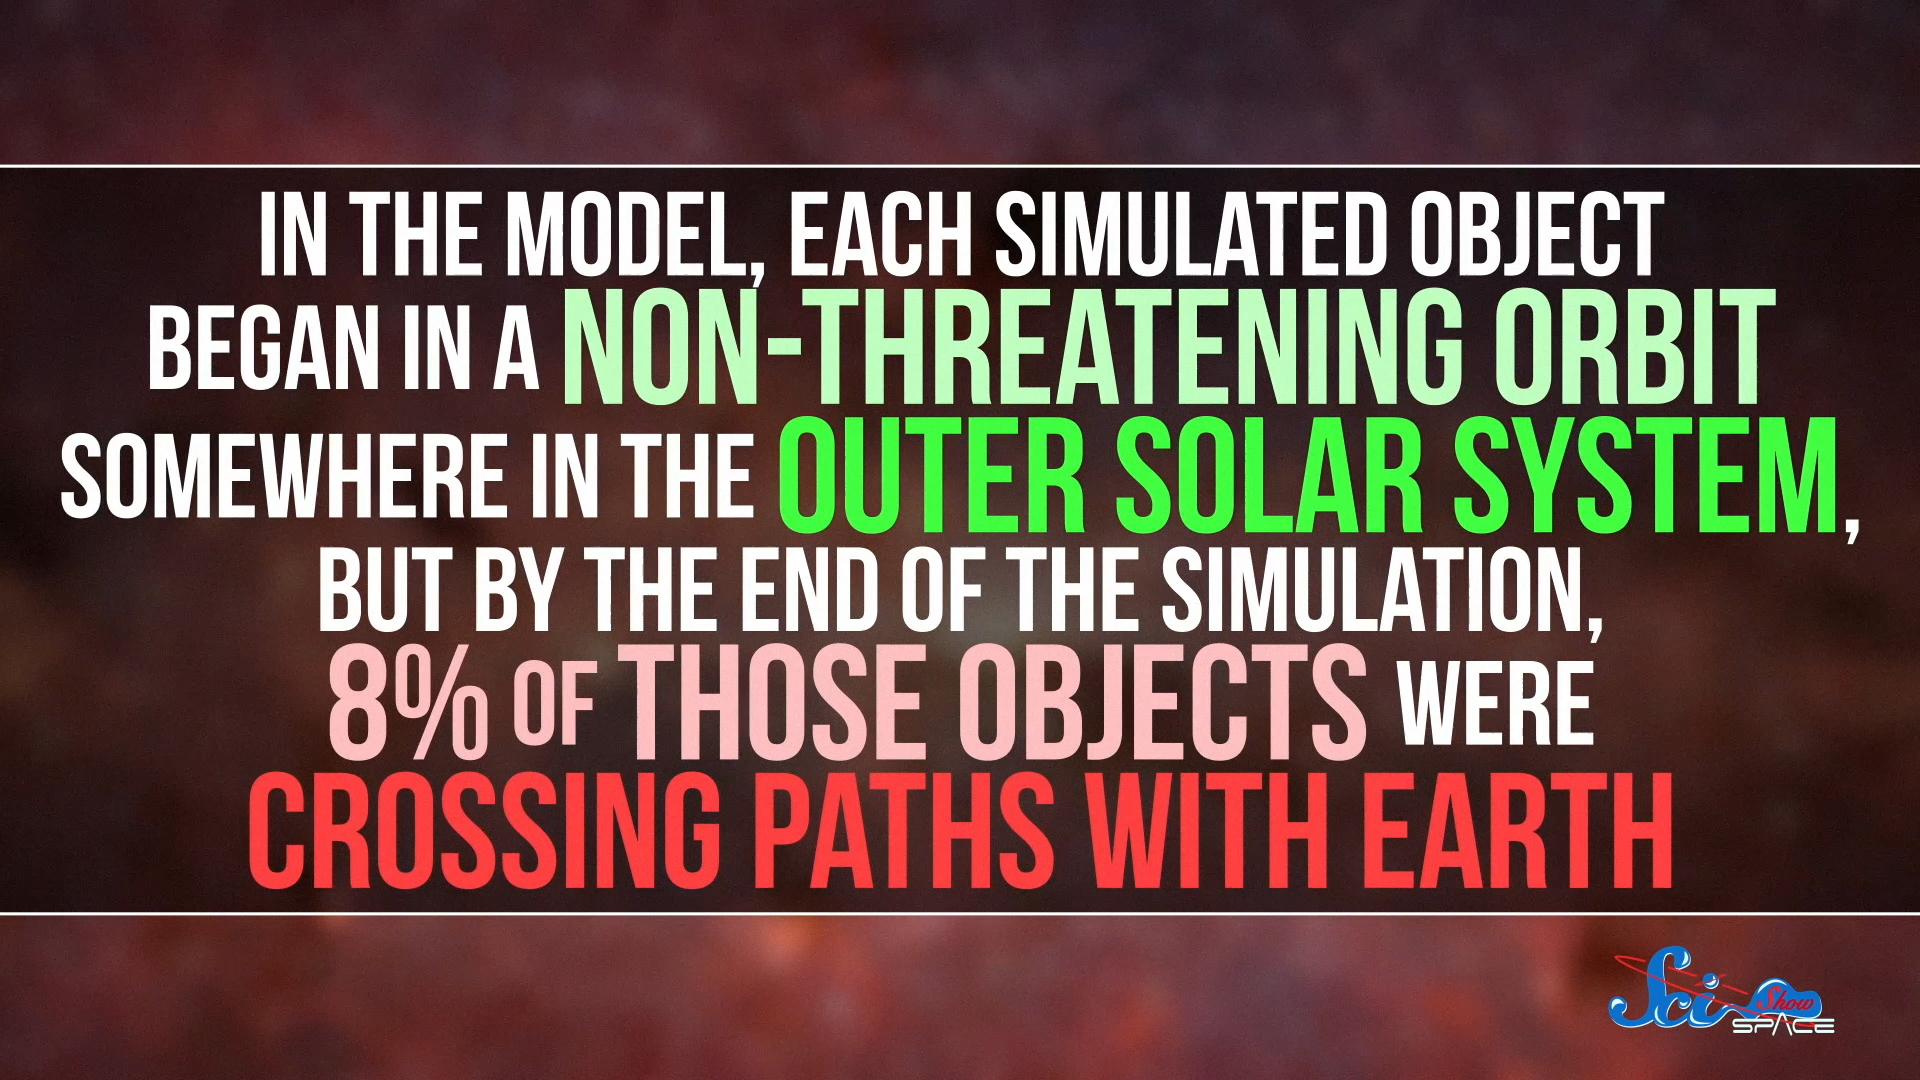 IN THE MODEL, EACH SIMULATED OBJECT
BEGAN IN A NON-THREATENING ORBIT
SOMEWHERE IN THE OUTER SOLAR SYSTEM,
BUT BY THE END OF THE SIMULATION,
8% OF THOSE OBJECTS WERE
CROSSING PATHS WITH EARTH
Sci Show
SPACE